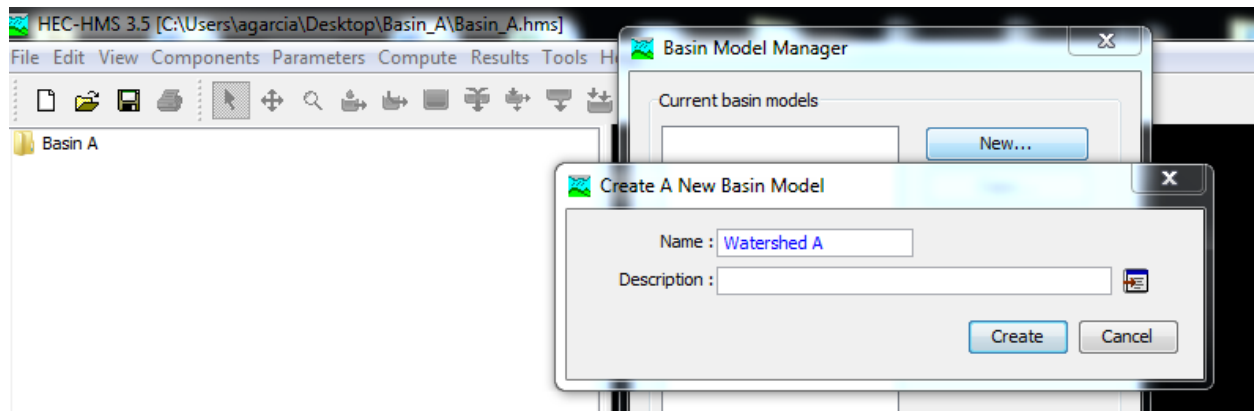 HEC-HMS 3.5 [C:\Users\agarcia\Desktop\Basin_A\Basin_A.hms]
File Edit View Components Parameters Compute Results Tools
Basin A
Basin Model Manager
Current basin models
New...
Create A New Basin Model
Name : Watershed A
Description :
Create Cancel